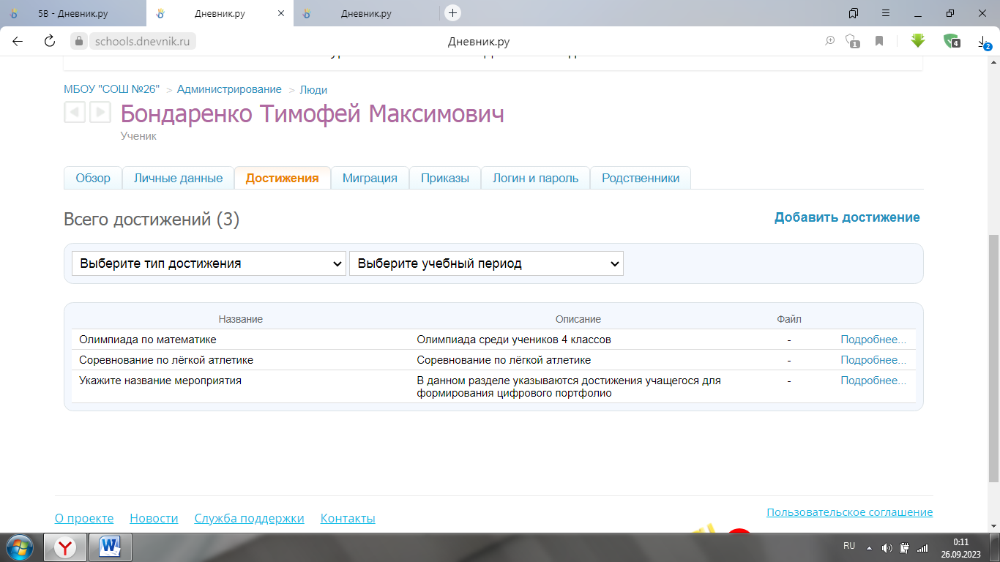 5В - Дневник.ру
Дневник.ру
Дневник.ру
schools.dnevnik.ru
Дневник.ру
1
4
2
МБОУ "СОШ №26" > Администрирование > Люди
Бондаренко Тимофей Максимович
Ученик
Обзор Личные данные Достижения Миграция Приказы Логин и пароль Родственники
Всего достижений (3)
Добавить достижение
Выберите тип достижения Выберите учебный период
Название Описание Файл
Олимпиада по математике Олимпиада среди учеников 4 классов - Подробнее...
Соревнование по лёгкой атлетике Соревнование по лёгкой атлетике - Подробнее...
Укажите название мероприятия В данном разделе указываются достижения учащегося для - Подробнее...
формирования цифрового портфолио
О проекте Новости Служба поддержки Контакты
Пользовательское соглашение
RU
0:11
26.09.2023